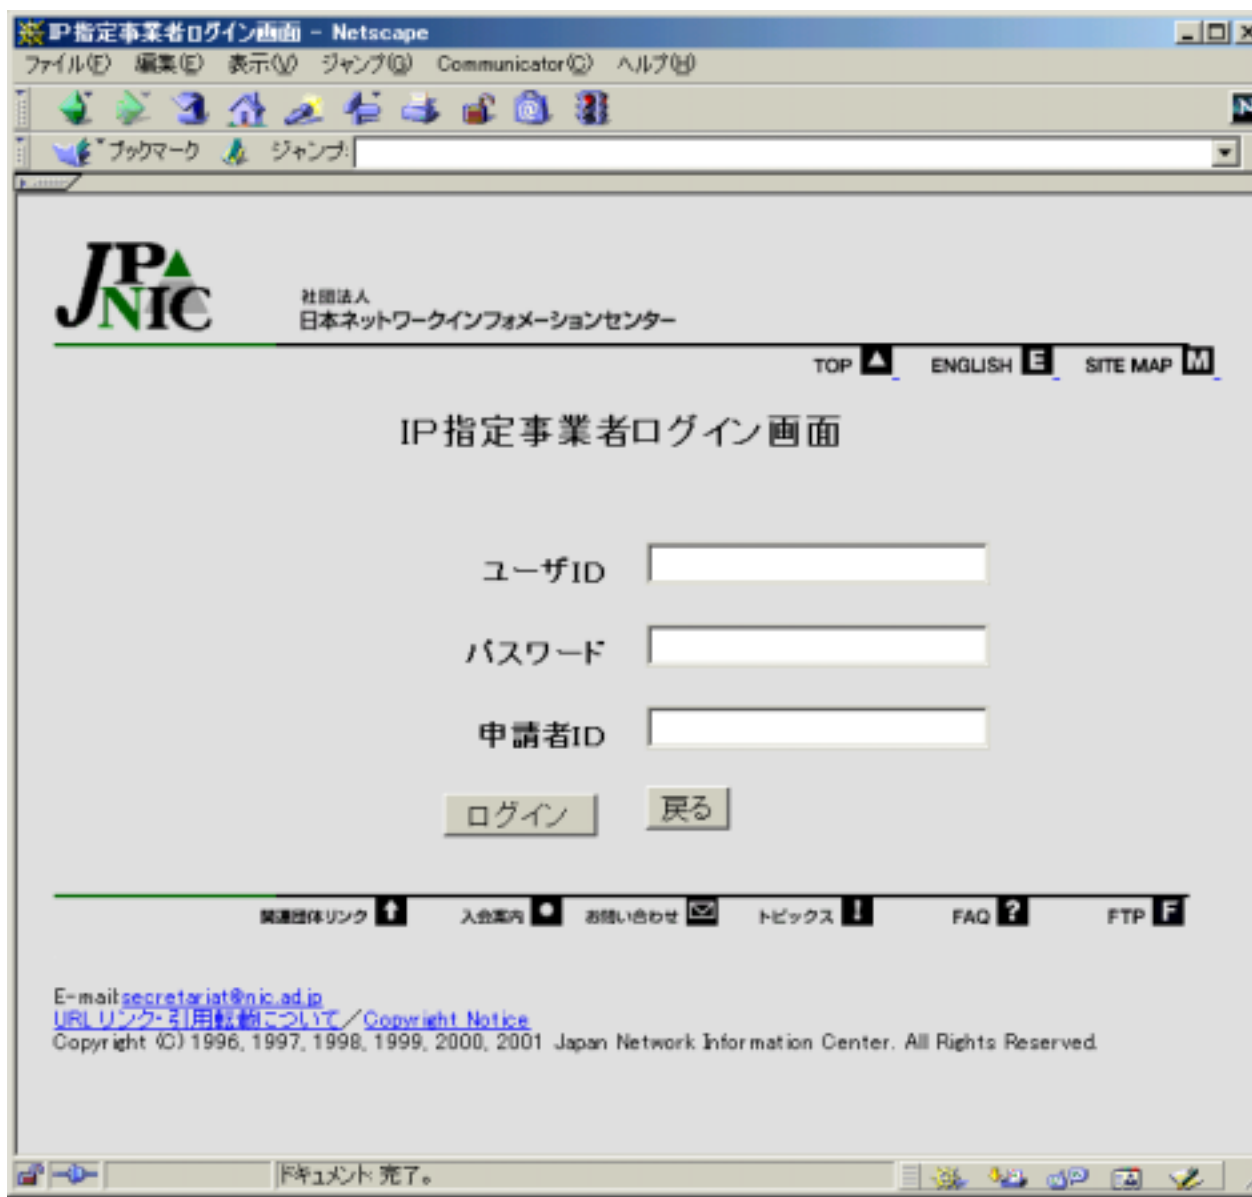 IP指定事業者ログイン画面 - Netscape
ファイル(F) 編集(E) 表示(V) ジャンプ(G) Communicator(C) ヘルプ(H)
ブックマーク ジャンプ:
JPNIC
社団法人
日本ネットワークインフォメーションセンター
TOP ENGLISH E SITE MAP M
IP指定事業者ログイン画面
ユーザID
パスワード
申請者ID
ログイン 戻る
関連団体リンク 入会案内 お問い合わせ トピックス ! FAQ ? FTP F
E-mail:secretariat@nic.ad.jp
URLリンク・引用転載について／Copyright Notice
Copyright (C) 1996, 1997, 1998, 1999, 2000, 2001 Japan Network Information Center. All Rights Reserved.
ドキュメント: 完了。